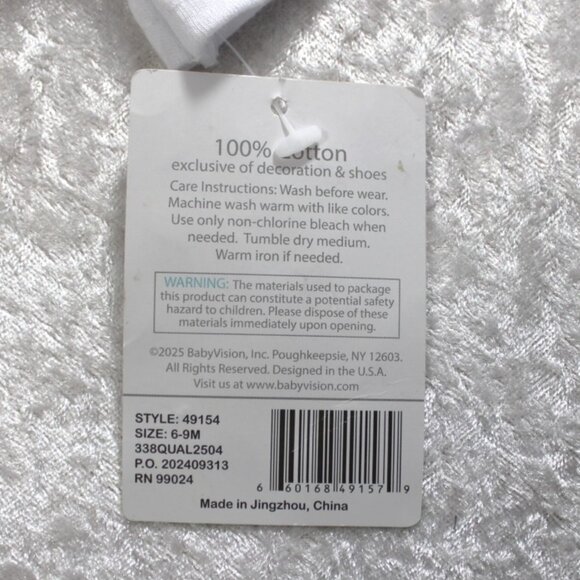 100% Cotton
exclusive of decoration & shoes
Care Instructions: Wash before wear.
Machine wash warm with like colors.
Use only non-chlorine bleach when
needed. Tumble dry medium.
Warm iron if needed.
WARNING: The materials used to package
this product can constitute a potential safety
hazard to children. Please dispose of these
materials immediately upon opening.
©2025 BabyVision, Inc. Poughkeepsie, NY 12603.
All Rights Reserved. Designed in the U.S.A.
Visit us at www.babyvision.com
STYLE: 49154
SIZE: 6-9M
338QUAL2504
P.O. 202409313
RN 99024
6 60168 49157 9
Made in Jingzhou, China